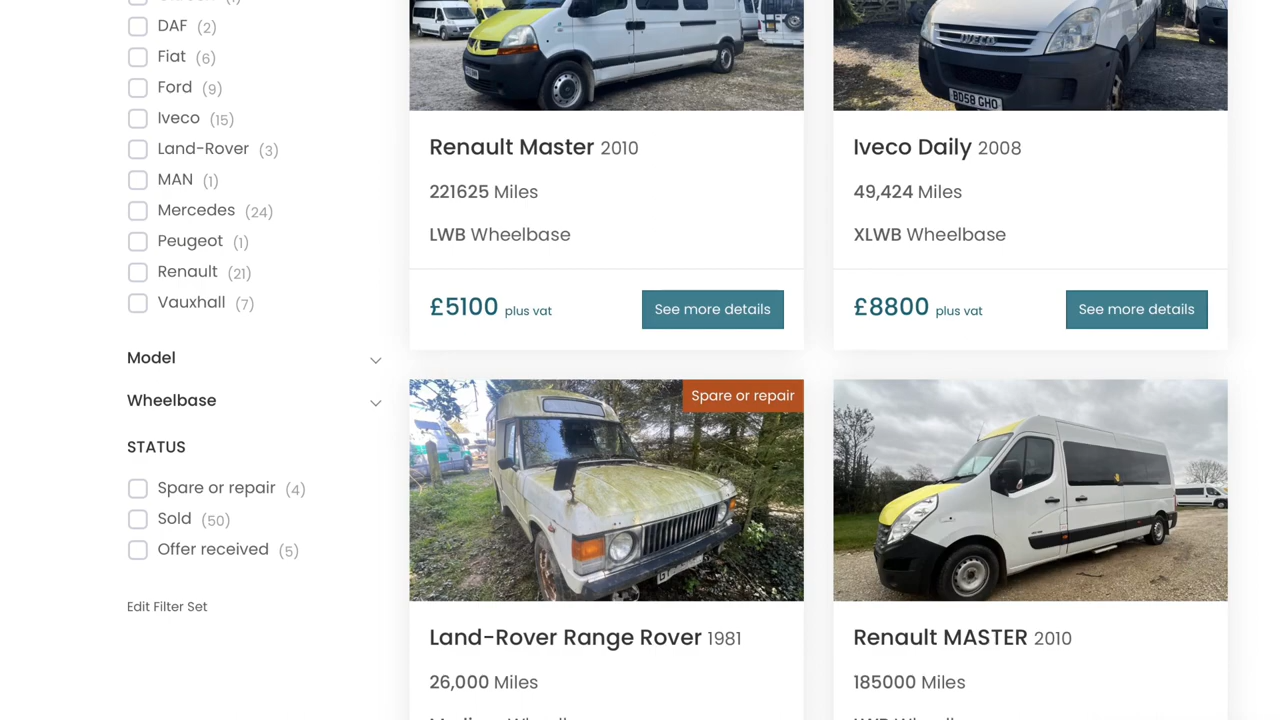 DAF (2)
Fiat (6)
Ford (9)
Iveco (15)
Land-Rover (3)
MAN (1)
Mercedes (24)
Peugeot (1)
Renault (21)
Vauxhall (7)
Model
Wheelbase
STATUS
Spare or repair (4)
Sold (50)
Offer received (5)
Edit Filter Set
Renault Master 2010
221625 Miles
LWB Wheelbase
£5100 plus vat
See more details
IVECO
BD58 GHO
Iveco Daily 2008
49,424 Miles
XLWB Wheelbase
£8800 plus vat
See more details
Spare or repair
Land-Rover Range Rover 1981
26,000 Miles
Renault MASTER 2010
185000 Miles